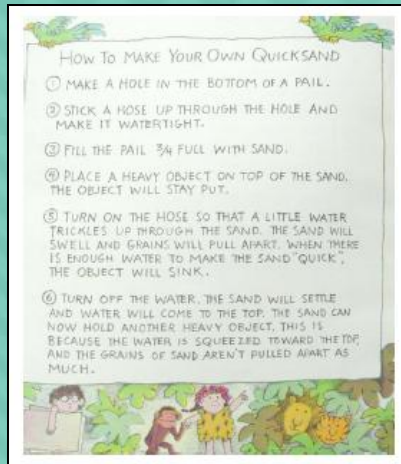 HOW TO MAKE YOUR OWN QUICKSAND
① MAKE A HOLE IN THE BOTTOM OF A PAIL.
② STICK A HOSE UP THROUGH THE HOLE AND
MAKE IT WATERTIGHT.
③ FILL THE PAIL 3/4 FULL WITH SAND.
④ PLACE A HEAVY OBJECT ON TOP OF THE SAND.
THE OBJECT WILL STAY PUT.
⑤ TURN ON THE HOSE SO THAT A LITTLE WATER
TRICKLES UP THROUGH THE SAND. THE SAND WILL
SWELL AND GRAINS WILL PULL APART. WHEN THERE
IS ENOUGH WATER TO MAKE THE SAND "QUICK",
THE OBJECT WILL SINK.
⑥ TURN OFF THE WATER. THE SAND WILL SETTLE
AND WATER WILL COME TO THE TOP. THE SAND CAN
NOW HOLD ANOTHER HEAVY OBJECT. THIS IS
BECAUSE THE WATER IS SQUEEZED TOWARD THE TOP,
AND THE GRAINS OF SAND AREN'T PULLED APART AS
MUCH.